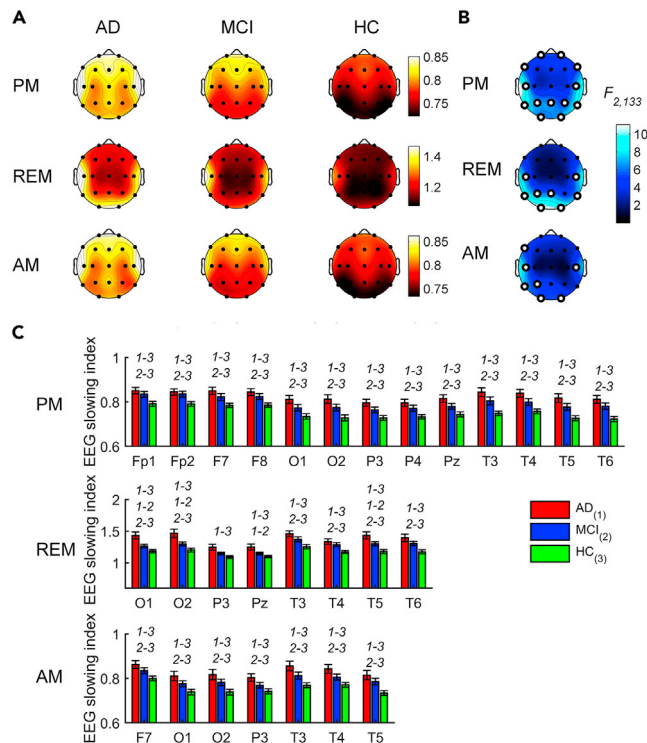 A
AD MCI HC
PM
0.85
0.8
0.75
REM
1.4
1.2
AM
0.85
0.8
0.75
B
PM
REM
AM
F2,133
10
8
6
4
2
C
PM
EEG slowing index
1
0.8
0.6
1-3 1-3 1-3 1-3 1-3 1-3 1-3 1-3 1-3 1-3 1-3 1-3 1-3
2-3 2-3 2-3 2-3 2-3 2-3 2-3 2-3 2-3 2-3 2-3 2-3 2-3
Fp1 Fp2 F7 F8 O1 O2 P3 P4 Pz T3 T4 T5 T6
REM
EEG slowing index
2
1.5
1
1-3 1-3 1-3
1-2 1-2 1-3 1-3 1-3 1-2 1-3
2-3 2-3 1-3 1-2 2-3 2-3 2-3 2-3
O1 O2 P3 Pz T3 T4 T5 T6
AD(1)
MCI(2)
HC(3)
AM
EEG slowing index
1
0.8
0.6
1-3 1-3 1-3 1-3 1-3 1-3 1-3
2-3 2-3 2-3 2-3 2-3 2-3 2-3
F7 O1 O2 P3 T3 T4 T5